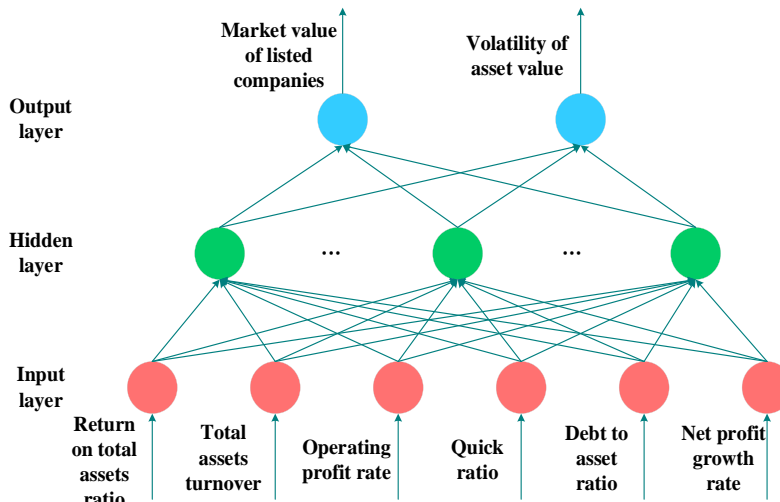 Market value
of listed
companies
Volatility of
asset value
Output
layer
Hidden
layer
...
...
Input
layer
Return
on total
assets
ratio
Total
assets
turnover
Operating
profit rate
Quick
ratio
Debt to
asset
ratio
Net profit
growth
rate